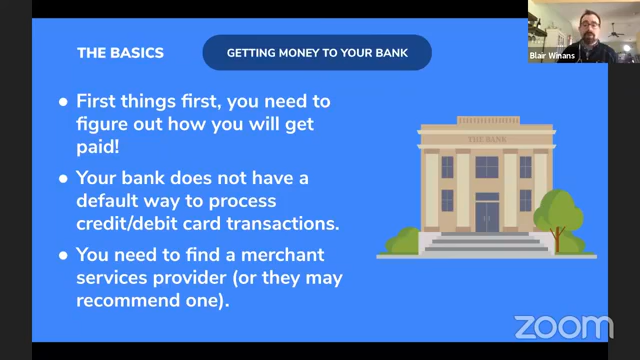 THE BASICS
GETTING MONEY TO YOUR BANK
Blair Winans
● First things first, you need to
figure out how you will get
paid!
● Your bank does not have a
default way to process
credit/debit card transactions.
● You need to find a merchant
services provider (or they may
recommend one).
THE BANK
zoom